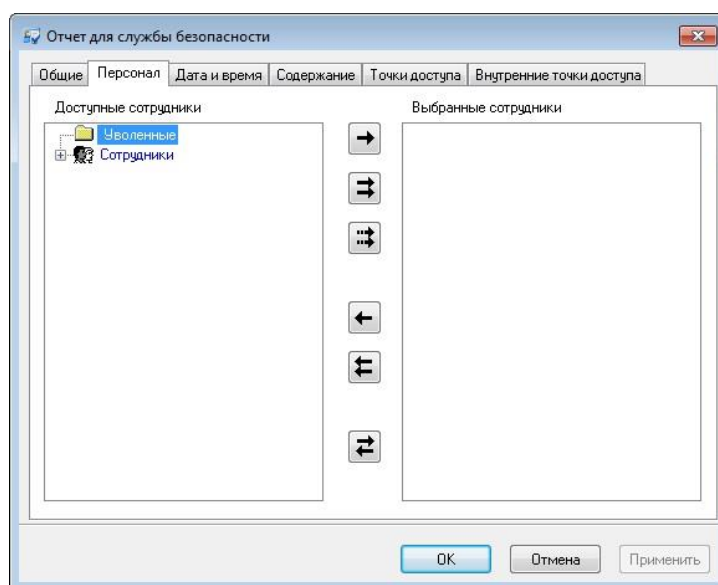 Отчет для службы безопасности
Общие Персонал Дата и время Содержание Точки доступа Внутренние точки доступа
Доступные сотрудники Выбранные сотрудники
Уволенные
Сотрудники
OK Отмена Применить